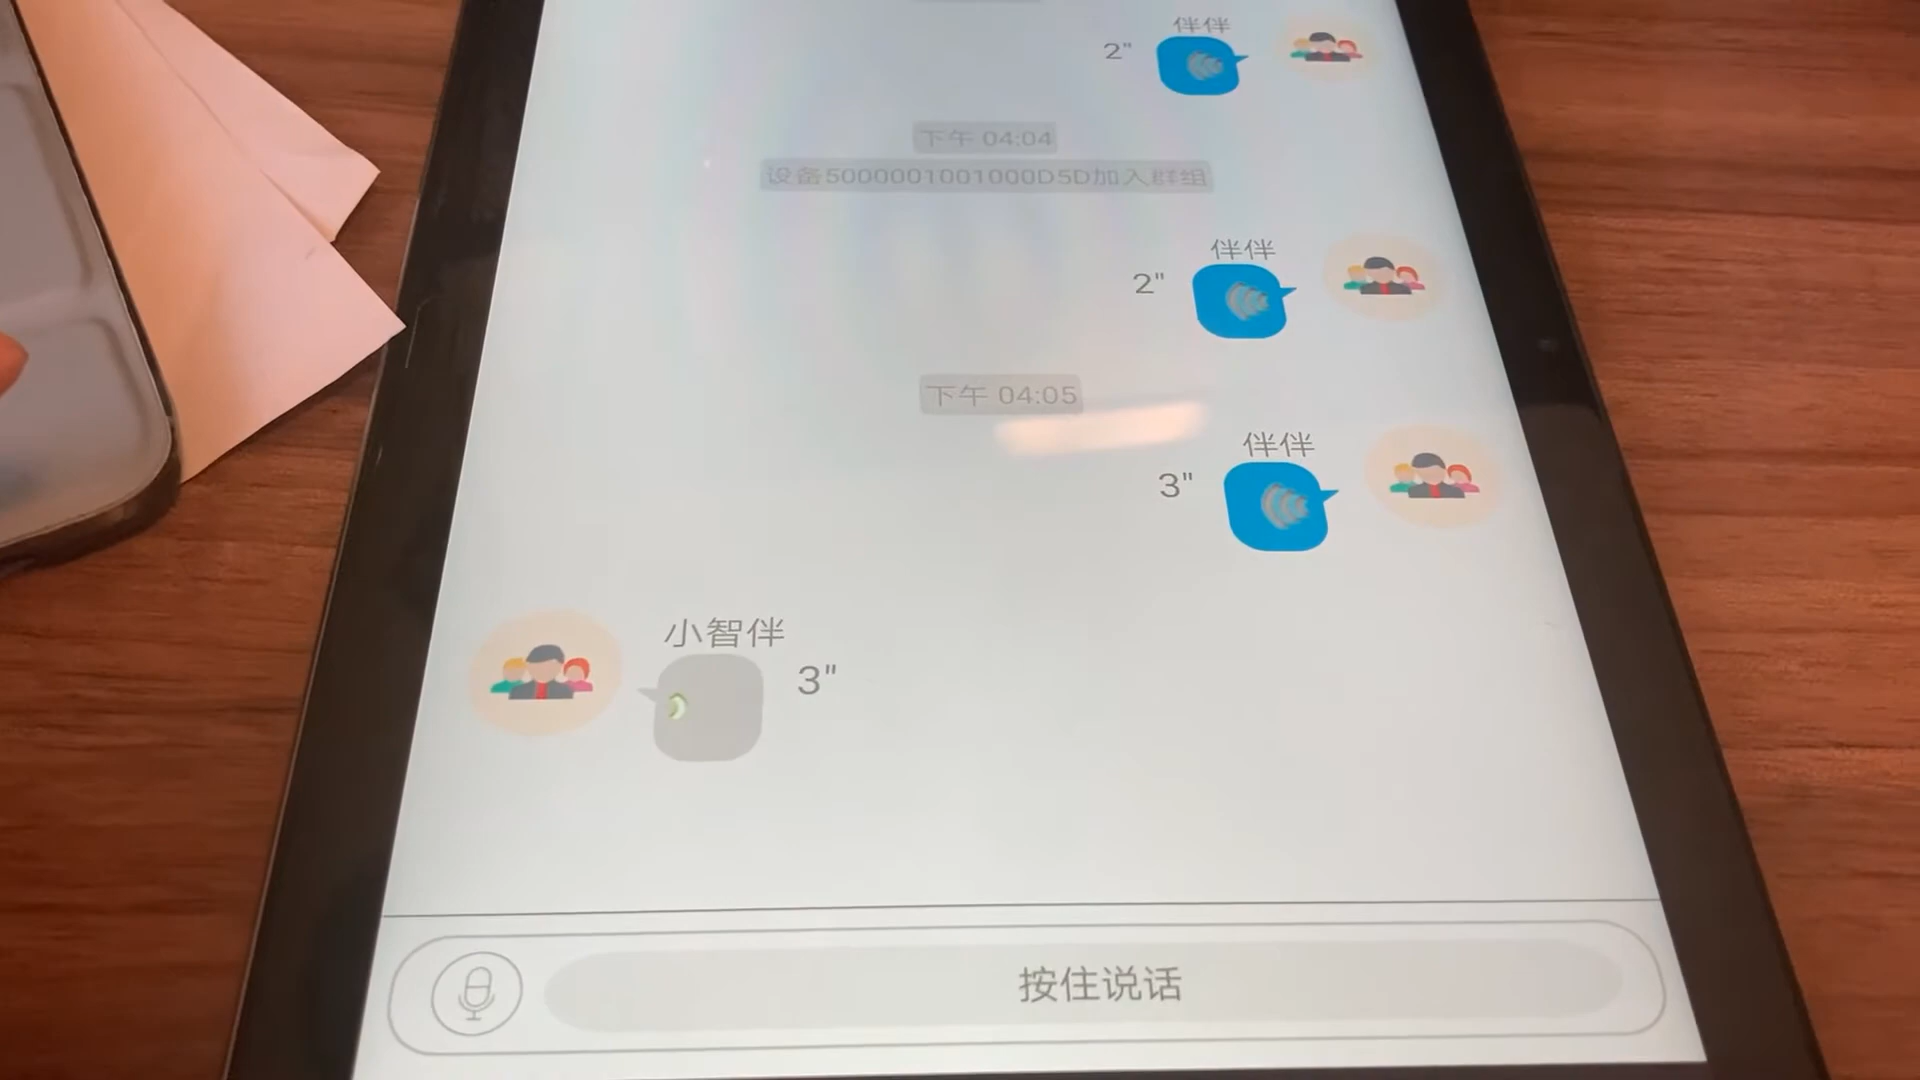 伴伴
2"
下午 04:04
设备5000001001000D5D加入群组
伴伴
2"
下午 04:05
伴伴
3"
小智伴
3"
按住说话